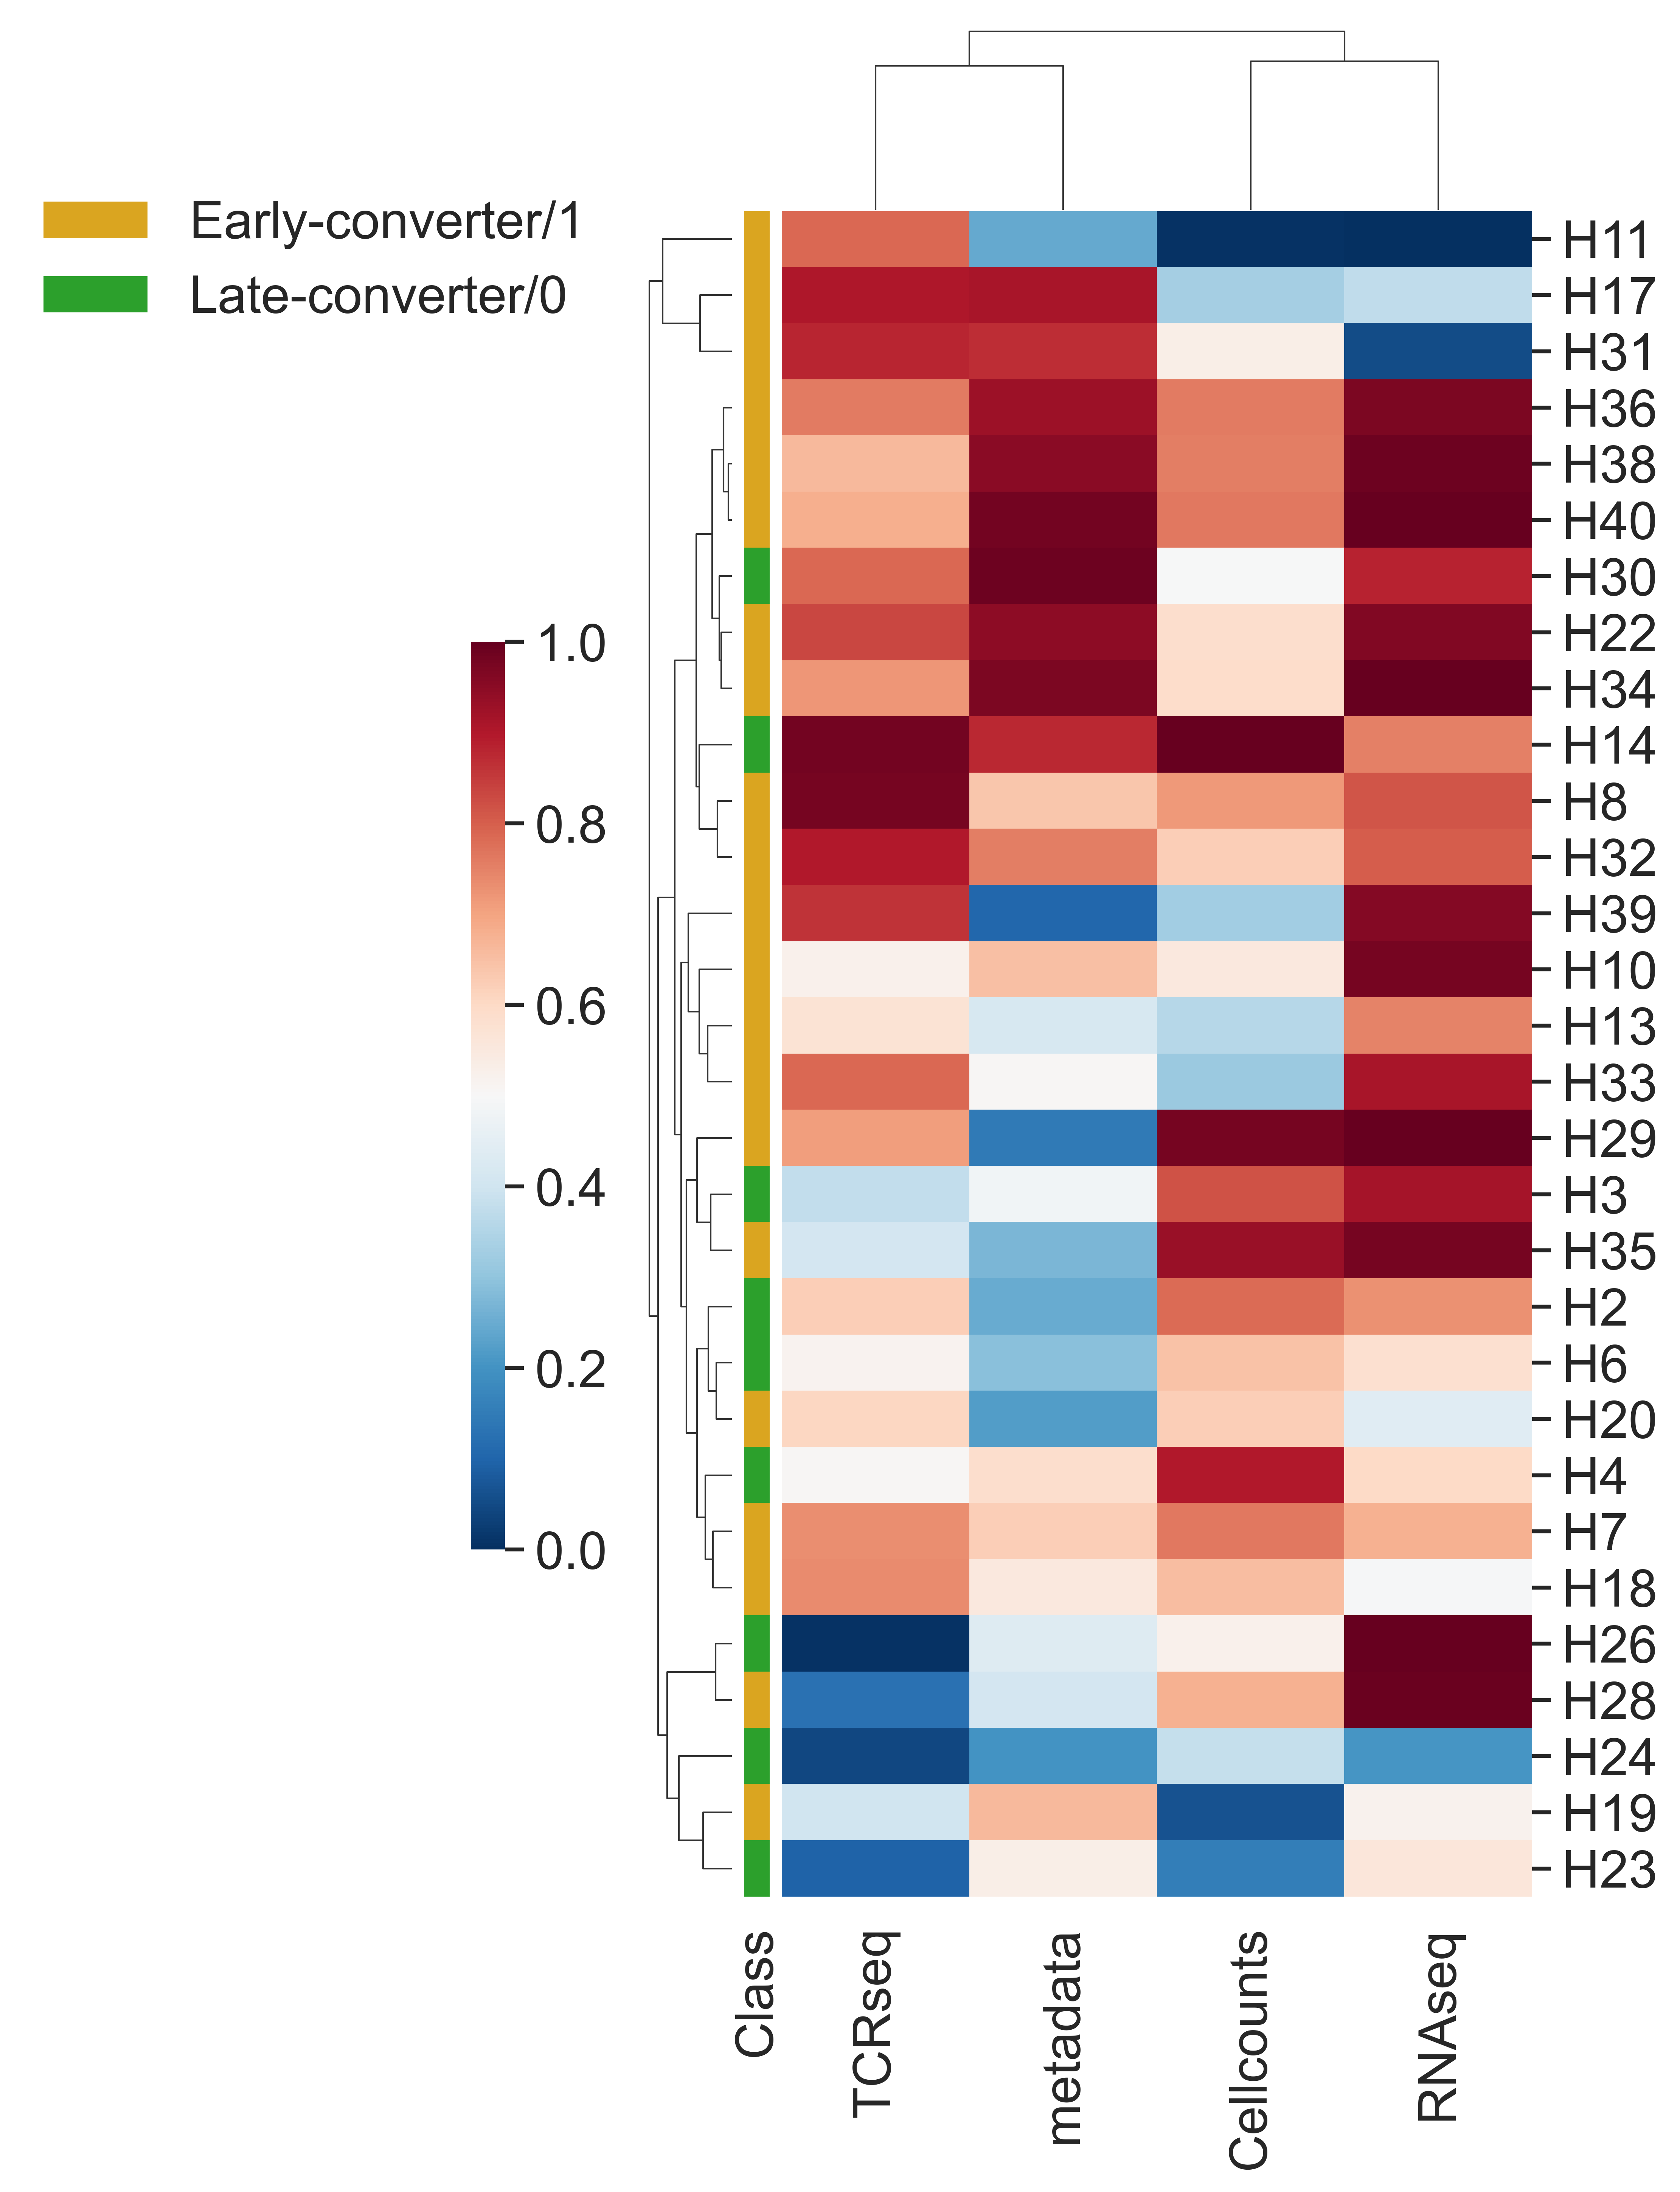 Early-converter/1
Late-converter/0
1.0
0.8
0.6
0.4
0.2
0.0
H11
H17
H31
H36
H38
H40
H30
H22
H34
H14
H8
H32
H39
H10
H13
H33
H29
H3
H35
H2
H6
H20
H4
H7
H18
H26
H28
H24
H19
H23
Class
TCRseq
metadata
Cellcounts
RNAseq